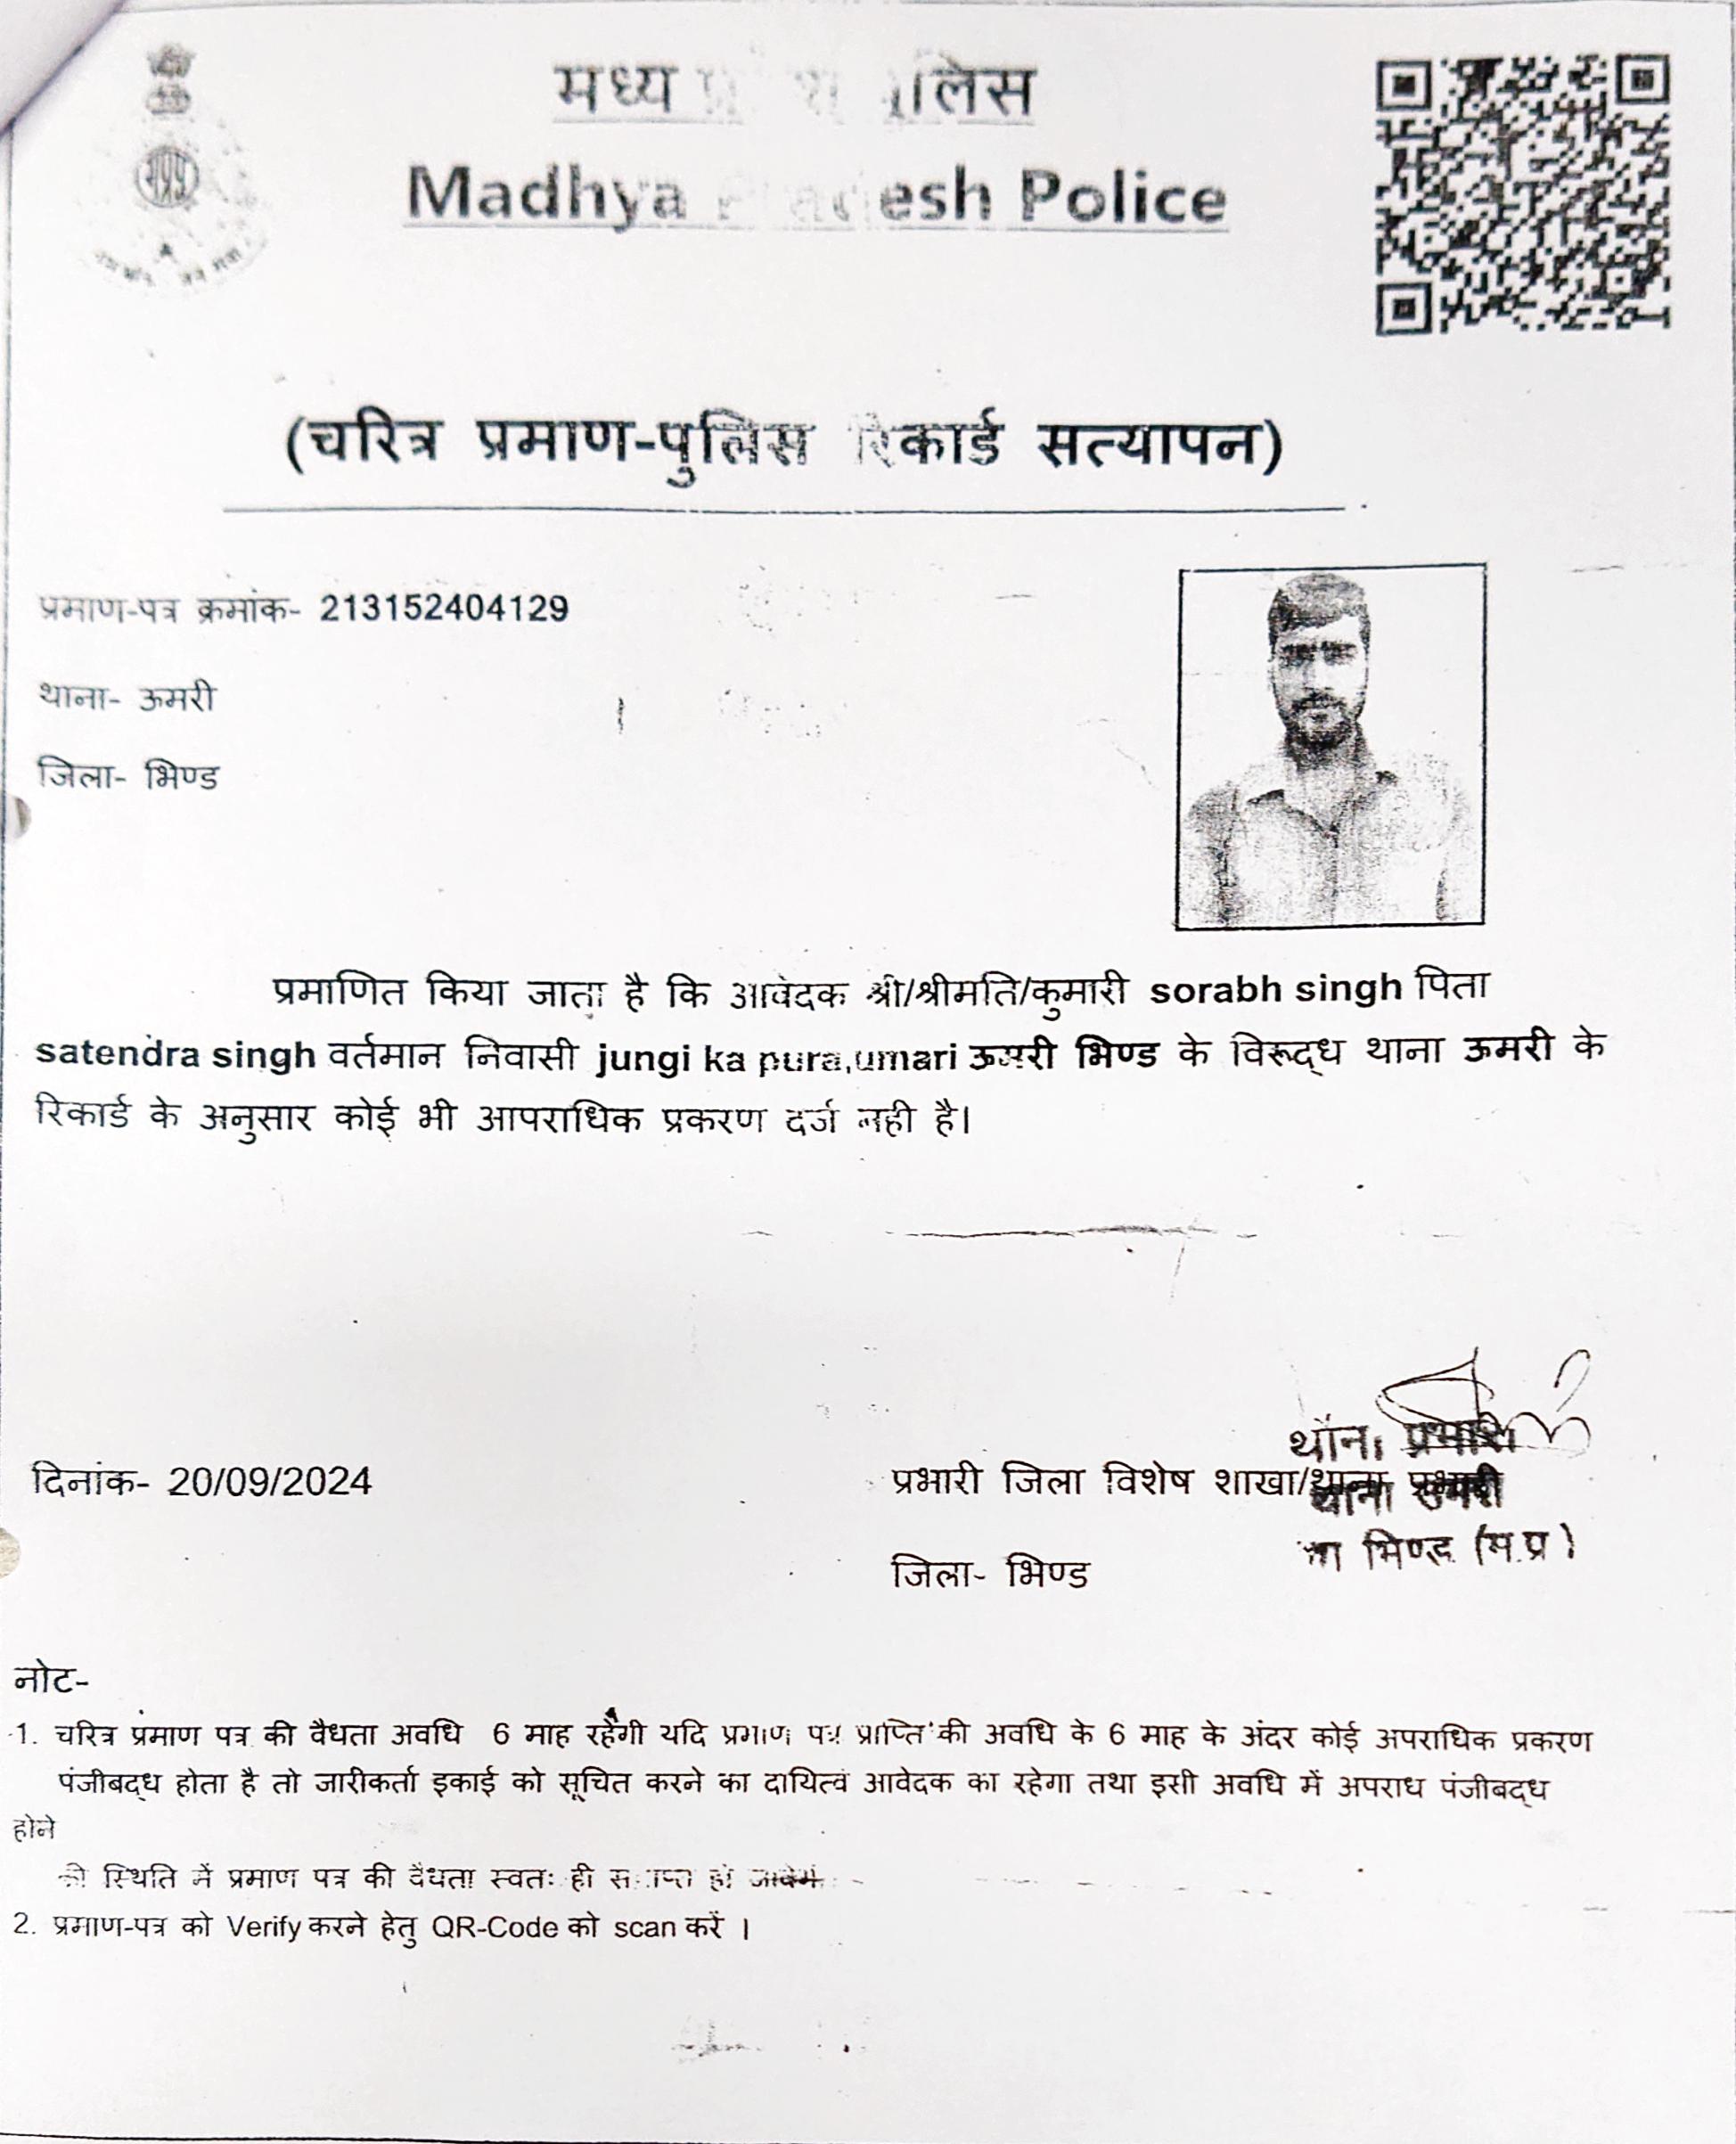 मध्य
Madhya esh Police
(चरित्र प्रमाण-पुलिस रिकार्ड सत्यापन)
प्रमाण-पत्र क्रमांक- 213152404129
थाना- ऊमरी
जिला- भिण्ड
प्रमाणित किया जाता है कि आवेदक श्री/श्रीमति/कुमारी sorabh singh पिता
satendra singh वर्तमान निवासी jungi ka pura,umari ऊमरी भिण्ड के विरूद्ध थाना ऊमरी के
रिकार्ड के अनुसार कोई भी आपराधिक प्रकरण दर्ज नही है।
थाना प्रभारी
दिनांक- 20/09/2024
प्रभारी जिला विशेष शाखा/थाना प्रभारी
थाना ऊमरी
भिण्ड (म.प्र.)
जिला- भिण्ड
नोट-
1. चरित्र प्रमाण पत्र की वैधता अवधि 6 माह रहेगी यदि प्रमाण पत्र प्राप्ति की अवधि के 6 माह के अंदर कोई अपराधिक प्रकरण
पंजीबद्ध होता है तो जारीकर्ता इकाई को सूचित करने का दायित्व आवेदक का रहेगा तथा इसी अवधि में अपराध पंजीबद्ध
होने
की स्थिति में प्रमाण पत्र की वैधता स्वतः ही समाप्त हो
2. प्रमाण-पत्र को Verify करने हेतु QR-Code को scan करें ।